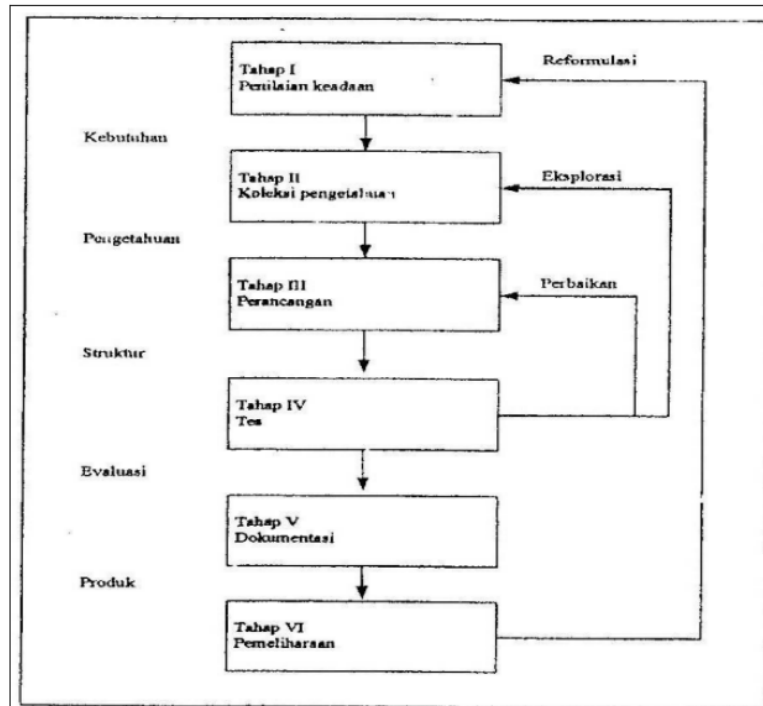 Tahap I
Penilaian keadaan
Reformulasi
Kebutuhan
Tahap II
Koleksi pengetahuan
Eksplorasi
Pengetahuan
Tahap III
Perancangan
Perbaikan
Struktur
Tahap IV
Tes
Evaluasi
Tahap V
Dokumentasi
Produk
Tahap VI
Pemeliharaan